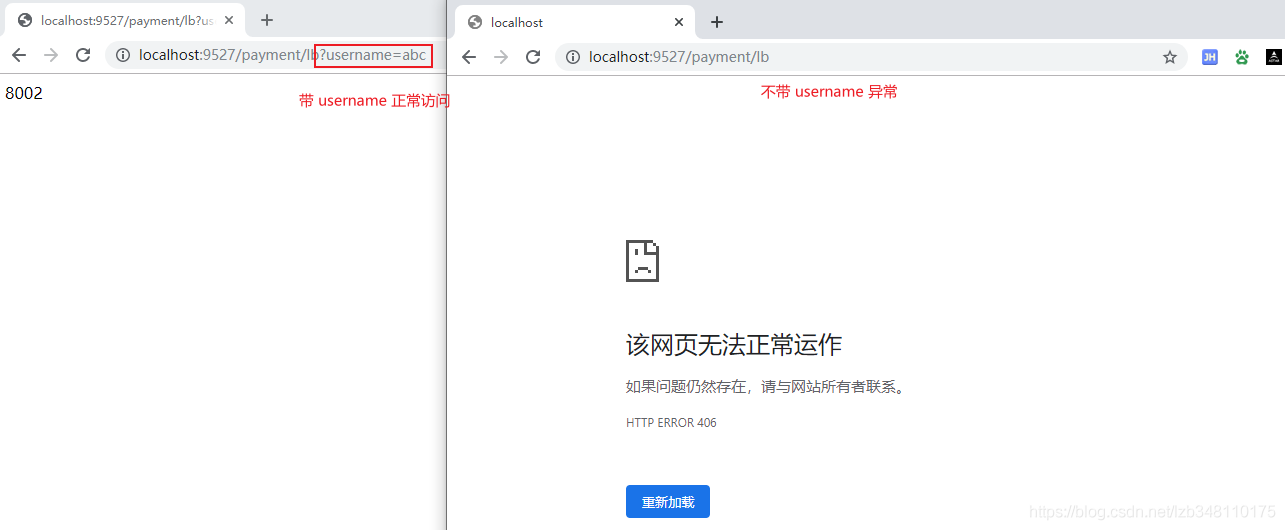 localhost:9527/payment/lb?us
localhost:9527/payment/lb?username=abc
8002
带 username 正常访问
localhost
localhost:9527/payment/lb
JH
不带 username 异常
该网页无法正常运作
如果问题仍然存在，请与网站所有者联系。
HTTP ERROR 406
重新加载
https://blog.csdn.net/lzb348110175